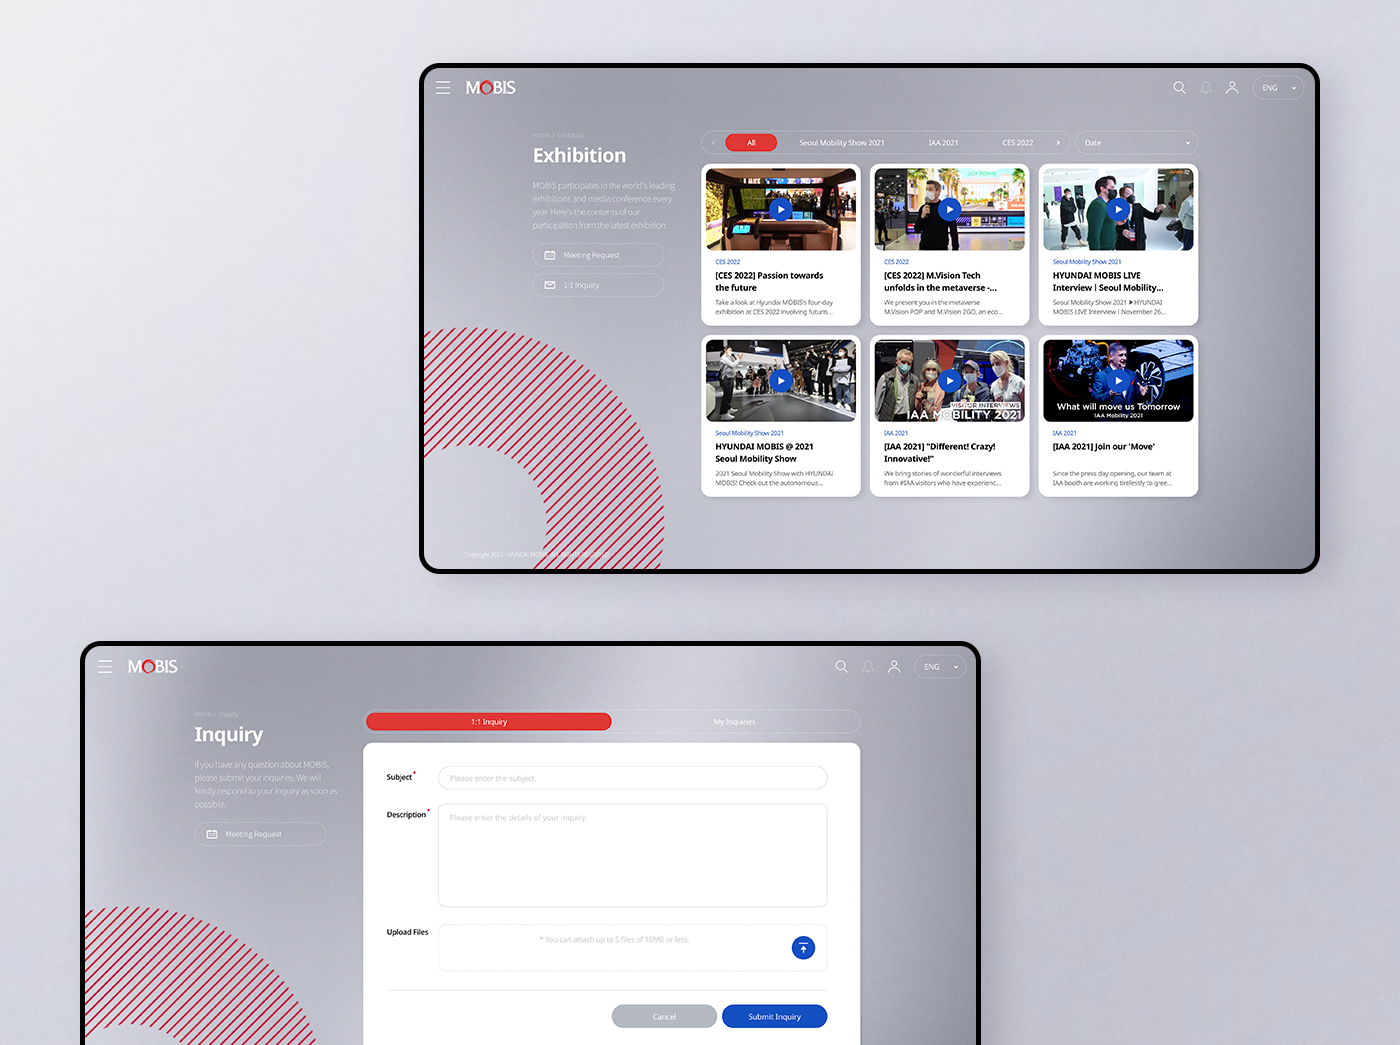 MOBIS
ENG
Home > Exhibition
Exhibition
MOBIS participates in the world's leading
exhibitions and media conference every
year. Here's the contents of our
participation from the latest exhibition.
Meeting Request
1:1 Inquiry
< All Seoul Mobility Show 2021 IAA 2021 CES 2022 >
Date
CES 2022
[CES 2022] Passion towards
the future
Take a look at Hyundai MOBIS's four-day
exhibition at CES 2022 involving futuris...
JOY TOWN
CES 2022
[CES 2022] M.Vision Tech
unfolds in the metaverse -...
We present you in the metaverse
M.Vision POP and M.Vision 2GO, an eco...
Seoul Mobility Show 2021
HYUNDAI MOBIS LIVE
Interview | Seoul Mobility...
Seoul Mobility Show 2021 ▶HYUNDAI
MOBIS LIVE Interview | November 26...
Seoul Mobility Show 2021
HYUNDAI MOBIS @ 2021
Seoul Mobility Show
2021 Seoul Mobility Show with HYUNDAI
MOBIS! Check out the autonomous...
VISITOR INTERVIEWS
IAA MOBILITY 2021
IAA 2021
[IAA 2021] "Different! Crazy!
Innovative!"
We bring stories of wonderful interviews
from #IAA visitors who have experienc...
What will move us Tomorrow
IAA Mobility 2021
IAA 2021
[IAA 2021] Join our 'Move'
Since the press day opening, our team at
IAA booth are working tirelessly to gree...
Copyright 2021. HYUNDAI MOBIS. ALL RIGHTS RESERVED.
MOBIS
ENG
Home > Inquiry
Inquiry
If you have any question about MOBIS,
please submit your inquiries. We will
kindly respond to your inquiry as soon as
possible.
Meeting Request
1:1 Inquiry
My Inquiries
Subject*
Please enter the subject.
Description*
Please enter the details of your inquiry.
Upload Files
* You can attach up to 5 files of 10MB or less.
Cancel
Submit Inquiry